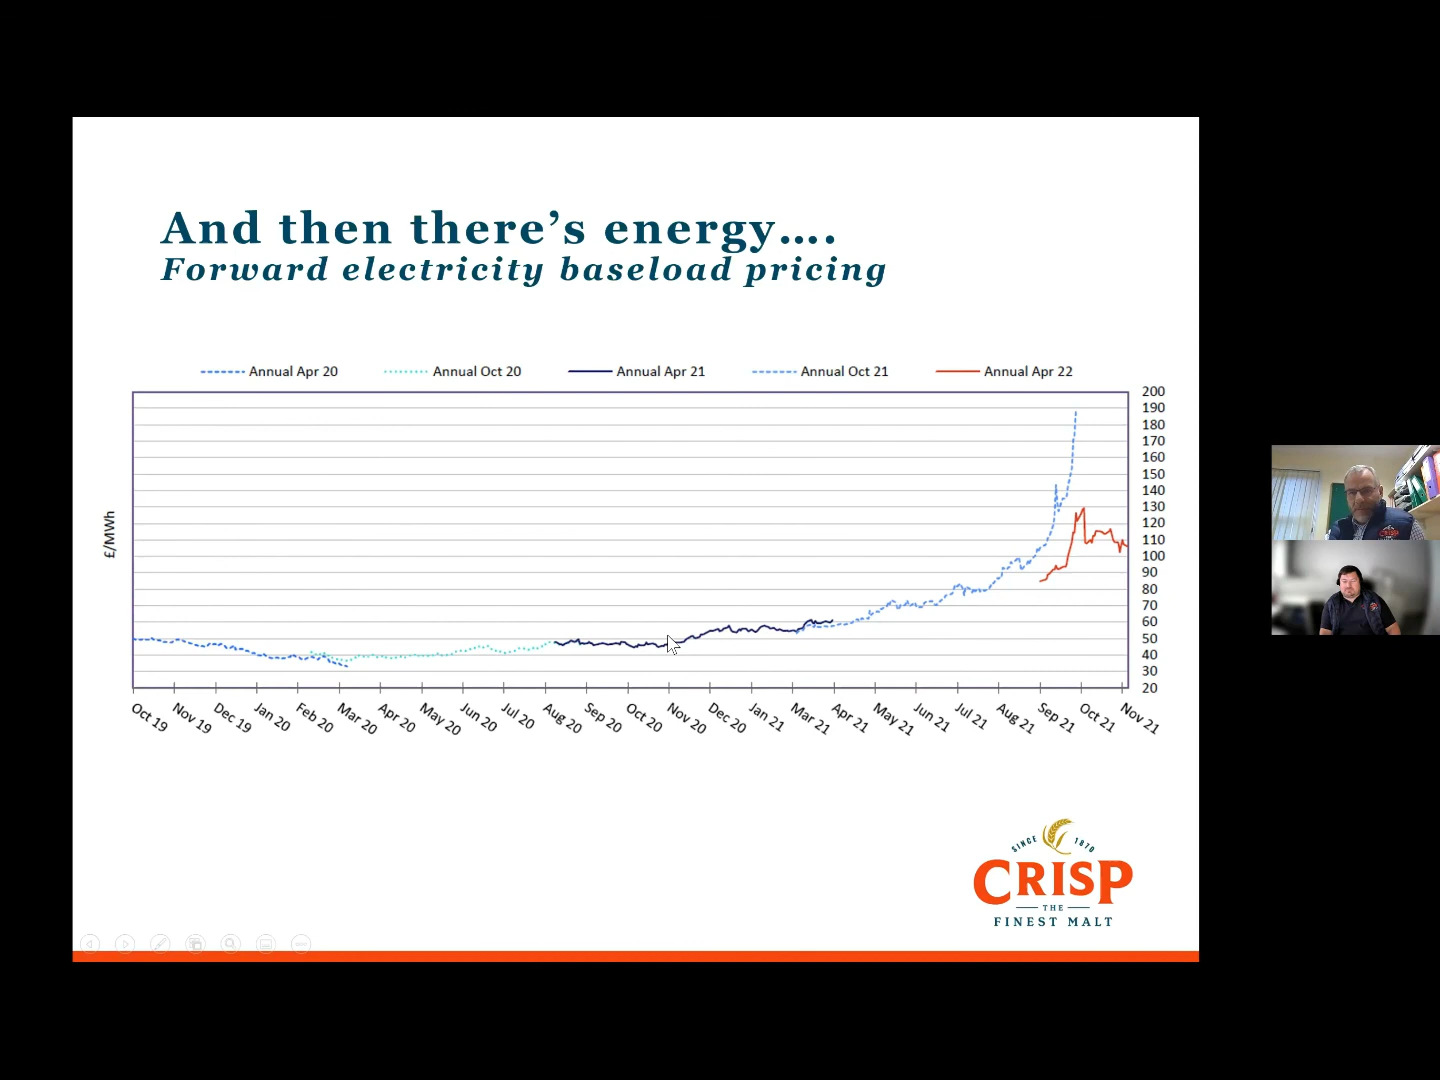 And then there's energy....
Forward electricity baseload pricing
Annual Apr 20 Annual Oct 20 Annual Apr 21 Annual Oct 21 Annual Apr 22
200
190
180
170
160
150
140
130
120
110
100
90
80
70
60
50
40
30
20
£/MWh
Oct 19 Nov 19 Dec 19 Jan 20 Feb 20 Mar 20 Apr 20 May 20 Jun 20 Jul 20 Aug 20 Sep 20 Oct 20 Nov 20 Dec 20 Jan 21 Mar 21 Apr 21 May 21 Jun 21 Jul 21 Aug 21 Sep 21 Oct 21 Nov 21
SINCE 1870
CRISP
THE
FINEST MALT